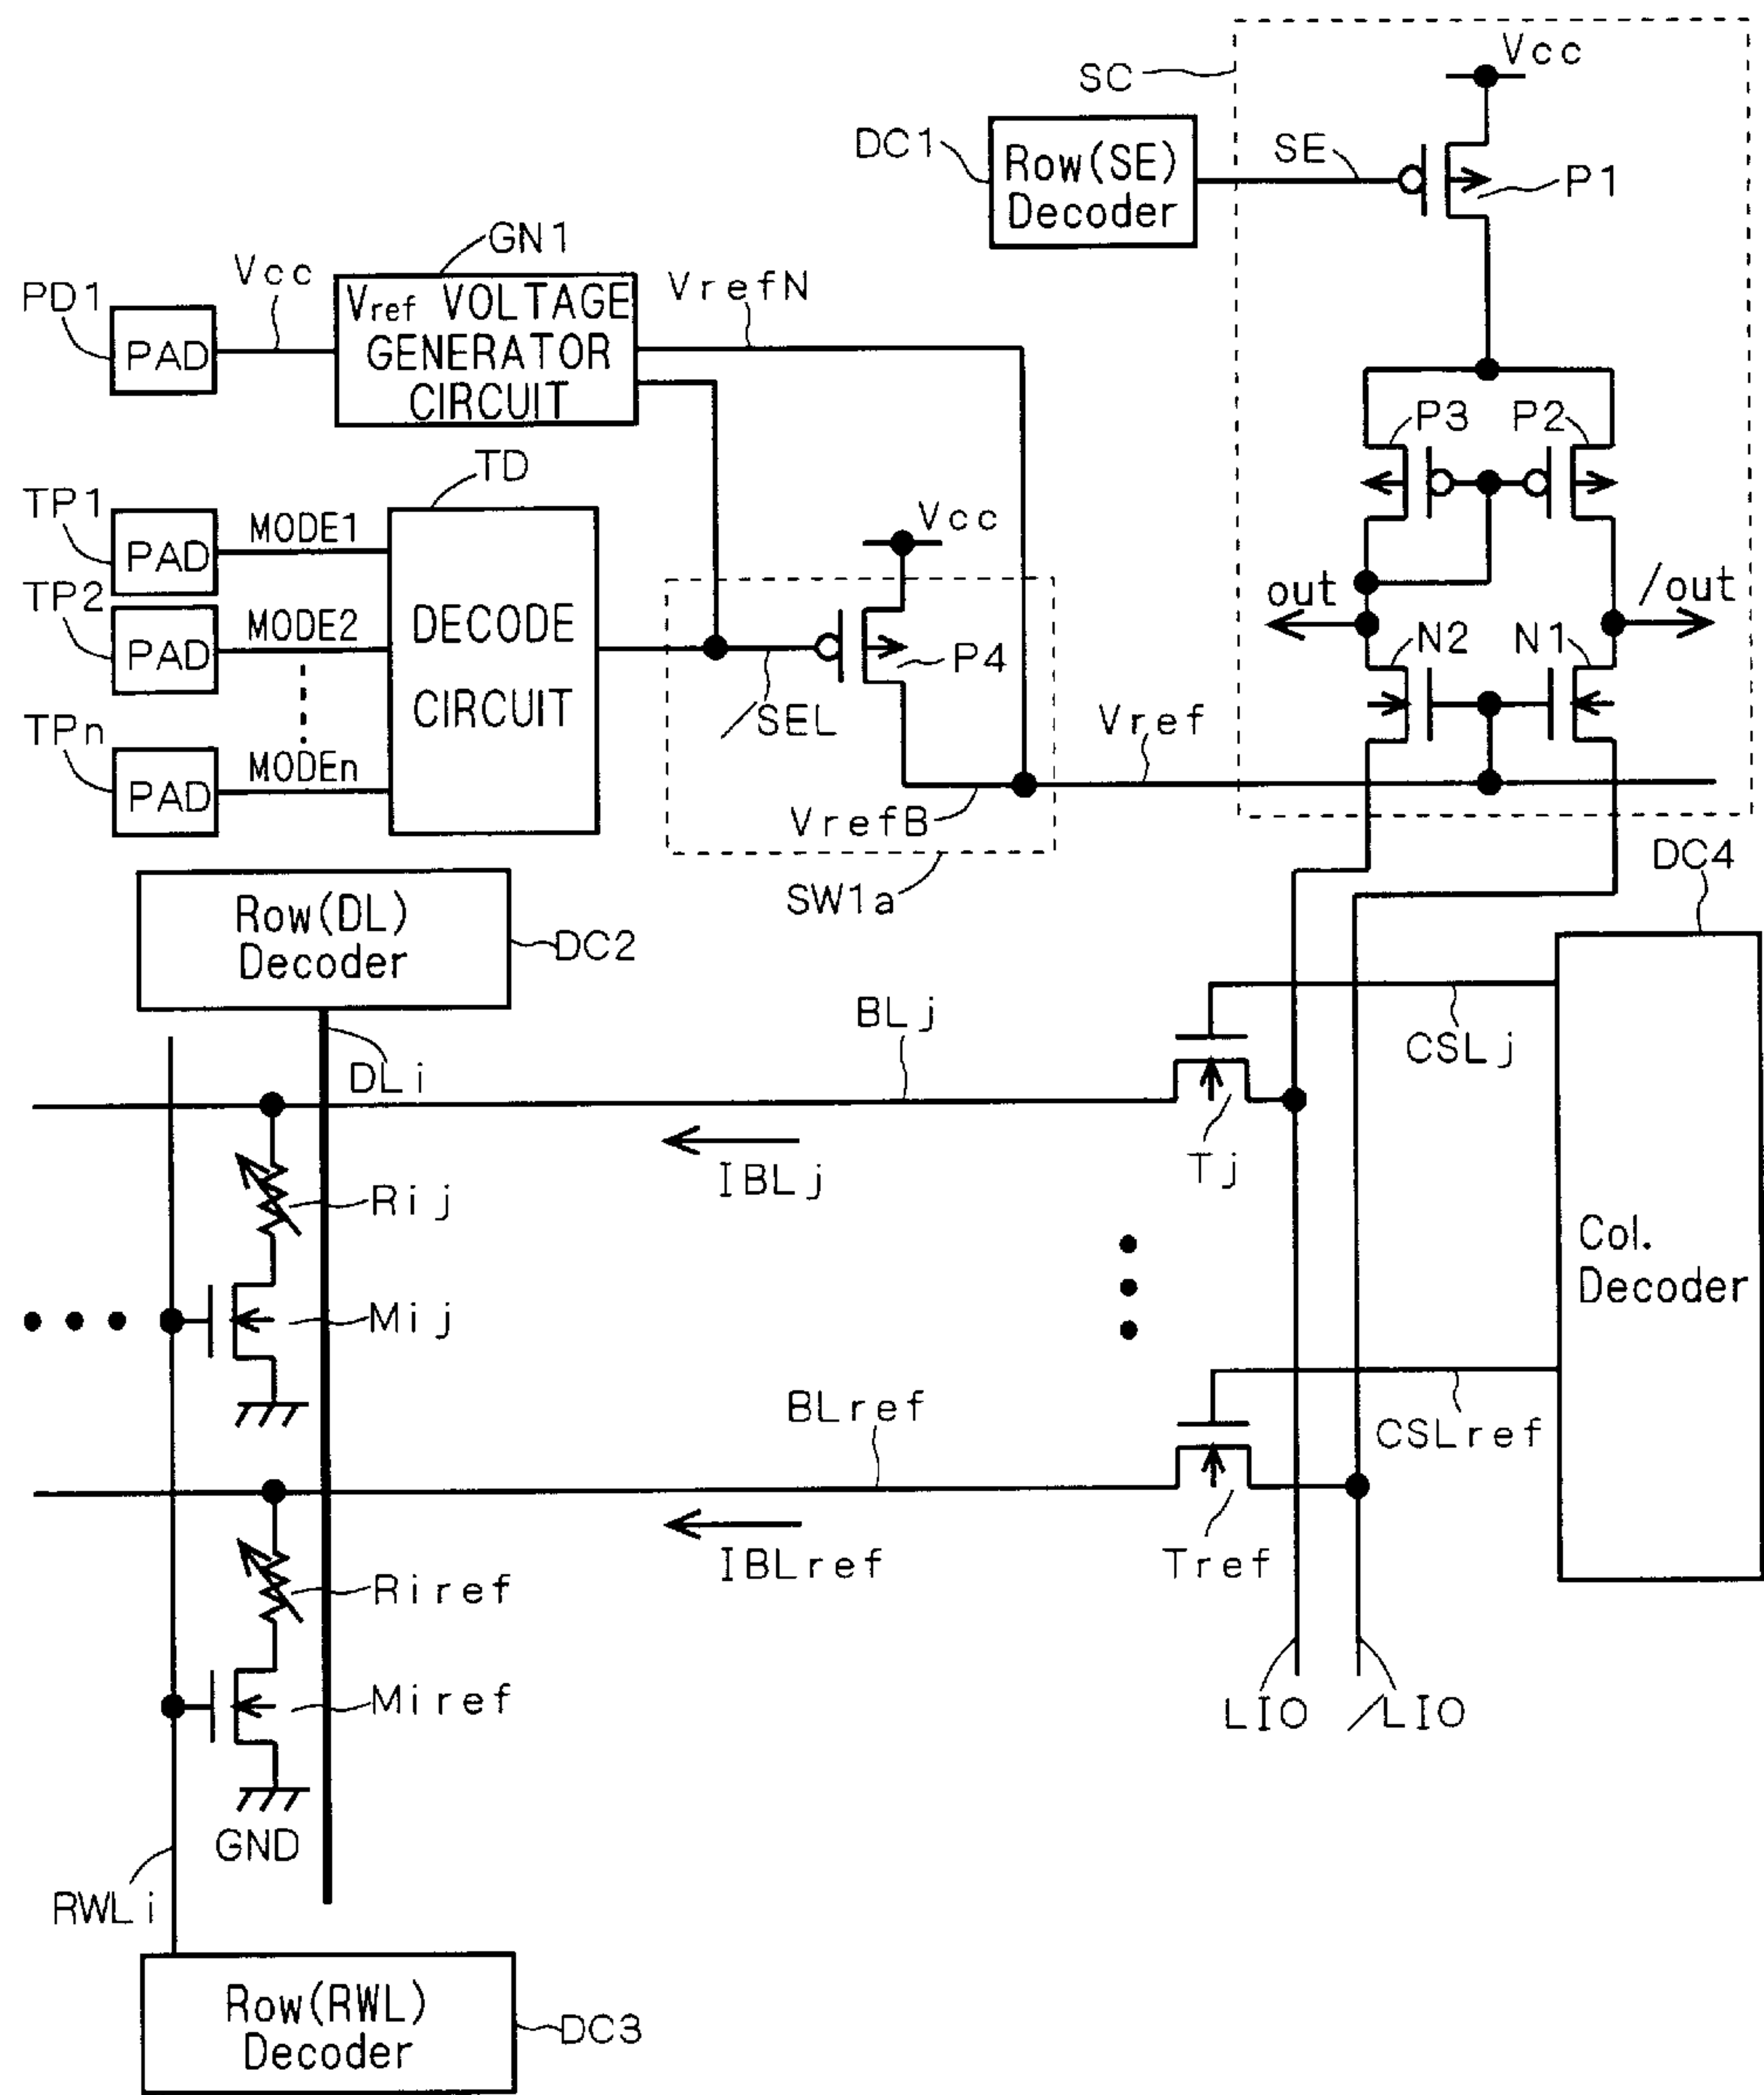 Vcc
SC
DC1
Row(SE)
Decoder
SE
P1
GN1
Vcc
PD1
PAD
Vref VOLTAGE
GENERATOR
CIRCUIT
VrefN
P3
P2
TD
TP1
PAD
MODE1
Vcc
TP2
PAD
MODE2
DECODE
CIRCUIT
out
/out
N2
N1
P4
/SEL
Vref
TPn
PAD
MODEn
VrefB
SW1a
DC4
Row(DL)
Decoder
DC2
BLj
CSLj
DLi
IBLj
Tj
Rij
Col.
Decoder
Mij
BLref
CSLref
IBLref
Tref
Riref
Miref
LIO
/LIO
GND
RWLi
Row(RWL)
Decoder
DC3